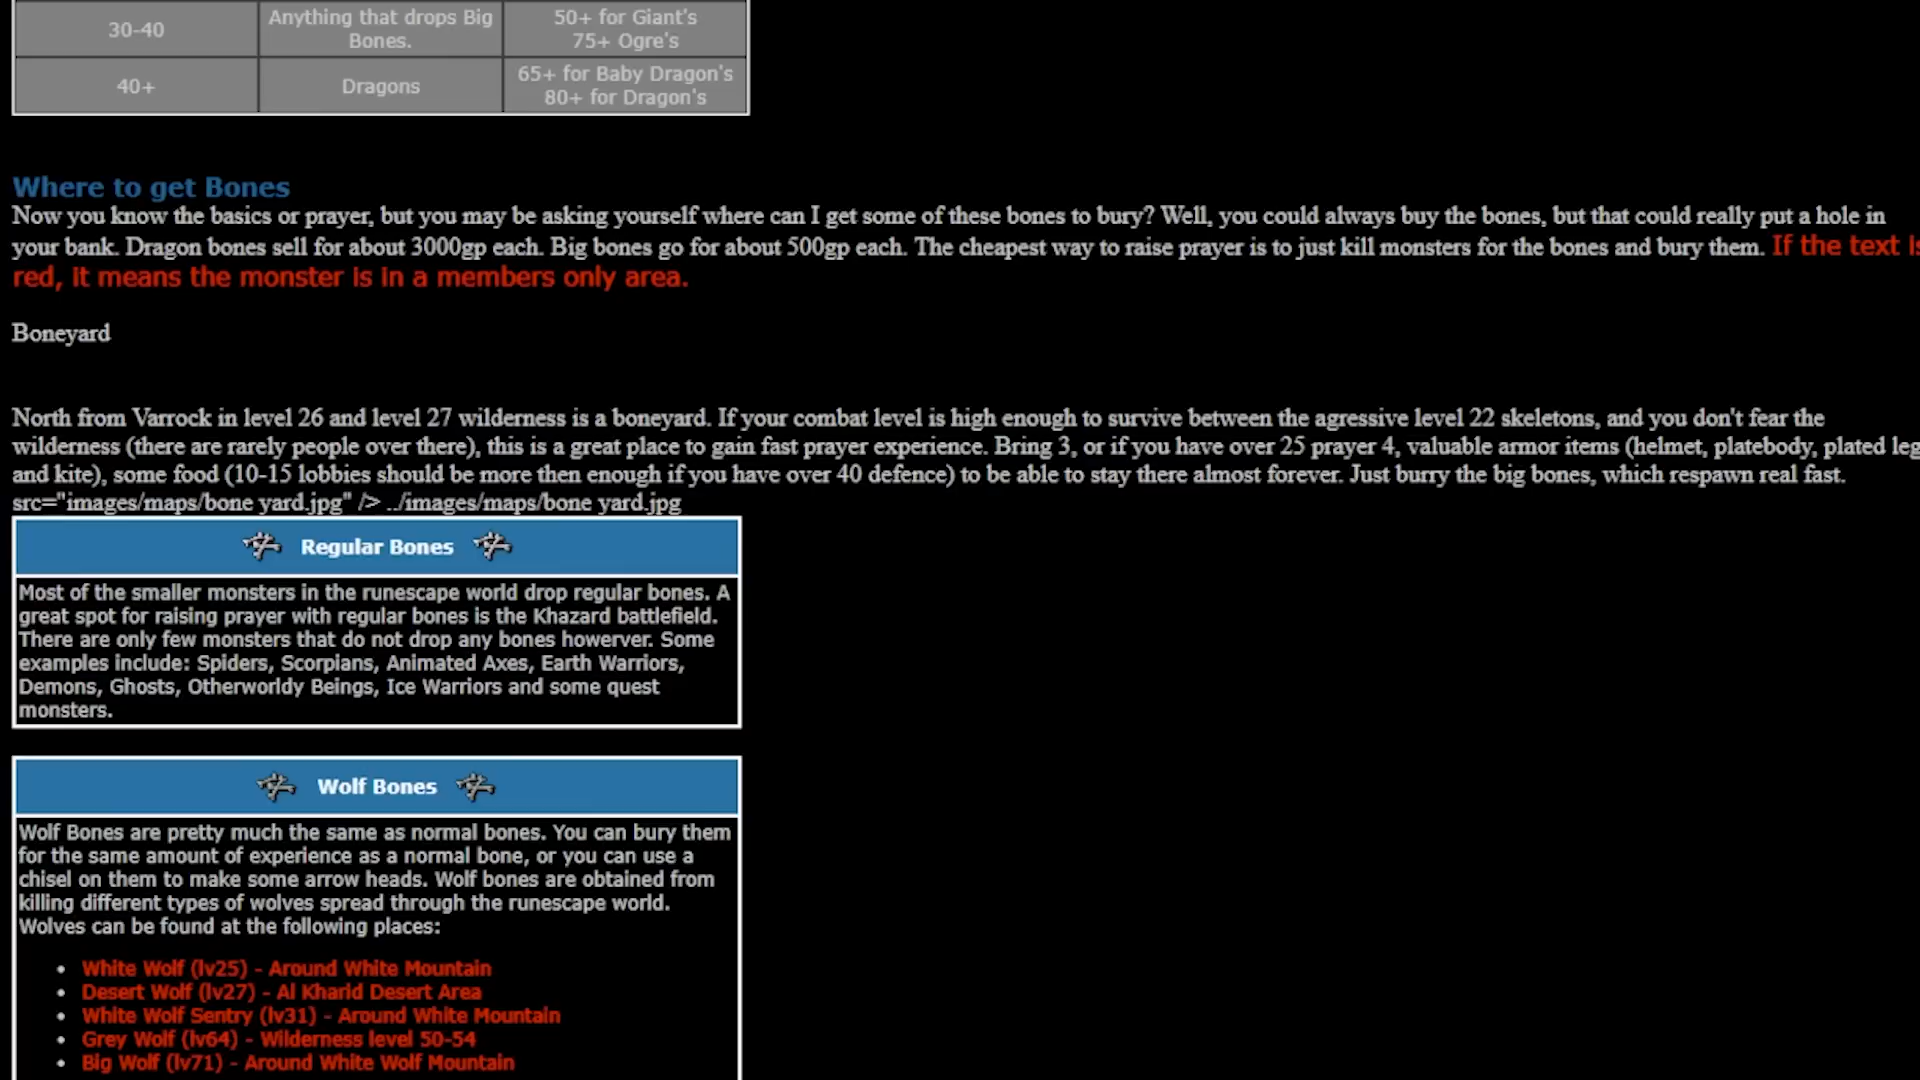 30-40
Anything that drops Big
Bones.
50+ for Giant's
75+ Ogre's
40+
Dragons
65+ for Baby Dragon's
80+ for Dragon's
Where to get Bones
Now you know the basics or prayer, but you may be asking yourself where can I get some of these bones to bury? Well, you could always buy the bones, but that could really put a hole in
your bank. Dragon bones sell for about 3000gp each. Big bones go for about 500gp each. The cheapest way to raise prayer is to just kill monsters for the bones and bury them. If the text is
red, it means the monster is in a members only area.
Boneyard
North from Varrock in level 26 and level 27 wilderness is a boneyard. If your combat level is high enough to survive between the agressive level 22 skeletons, and you don't fear the
wilderness (there are rarely people over there), this is a great place to gain fast prayer experience. Bring 3, or if you have over 25 prayer 4, valuable armor items (helmet, platebody, plated leg
and kite), some food (10-15 lobbies should be more then enough if you have over 40 defence) to be able to stay there almost forever. Just burry the big bones, which respawn real fast.
src="images/maps/bone yard.jpg" /> ../images/maps/bone yard.jpg
Regular Bones
Most of the smaller monsters in the runescape world drop regular bones. A
great spot for raising prayer with regular bones is the Khazard battlefield.
There are only few monsters that do not drop any bones howerver. Some
examples include: Spiders, Scorpians, Animated Axes, Earth Warriors,
Demons, Ghosts, Otherworldy Beings, Ice Warriors and some quest
monsters.
Wolf Bones
Wolf Bones are pretty much the same as normal bones. You can bury them
for the same amount of experience as a normal bone, or you can use a
chisel on them to make some arrow heads. Wolf bones are obtained from
killing different types of wolves spread through the runescape world.
Wolves can be found at the following places:
• White Wolf (lv25) - Around White Mountain
• Desert Wolf (lv27) - Al Kharid Desert Area
• White Wolf Sentry (lv31) - Around White Mountain
• Grey Wolf (lv64) - Wilderness level 50-54
• Big Wolf (lv71) - Around White Wolf Mountain